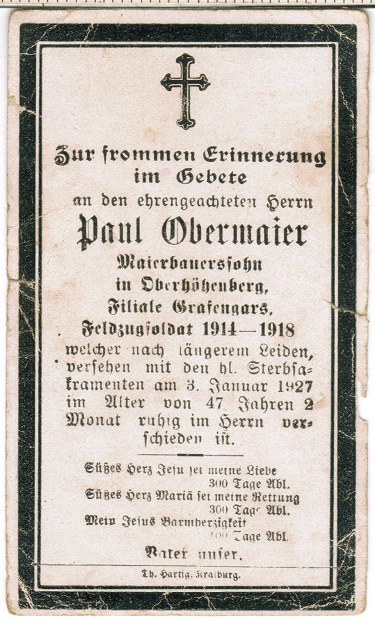 Zur frommen Erinnerung
im Gebete
an den ehrengeachteten Herrn
Paul Obermaier
Maierbauerssohn
in Oberhöhenberg,
Filiale Grafengars,
Feldzugsoldat 1914—1918
welcher nach längerem Leiden,
versehen mit den hl. Sterbsa-
kramenten am 3. Januar 1927
im Alter von 47 Jahren 2
Monat ruhig im Herrn ver-
schieden ist.
Süßes Herz Jesu sei meine Liebe
300 Tage Abl.
Süßes Herz Mariä sei meine Rettung
300 Tage Abl.
Mein Jesus Barmherzigkeit
100 Tage Abl.
Vater unser.
Th. Hartig, Kraiburg.